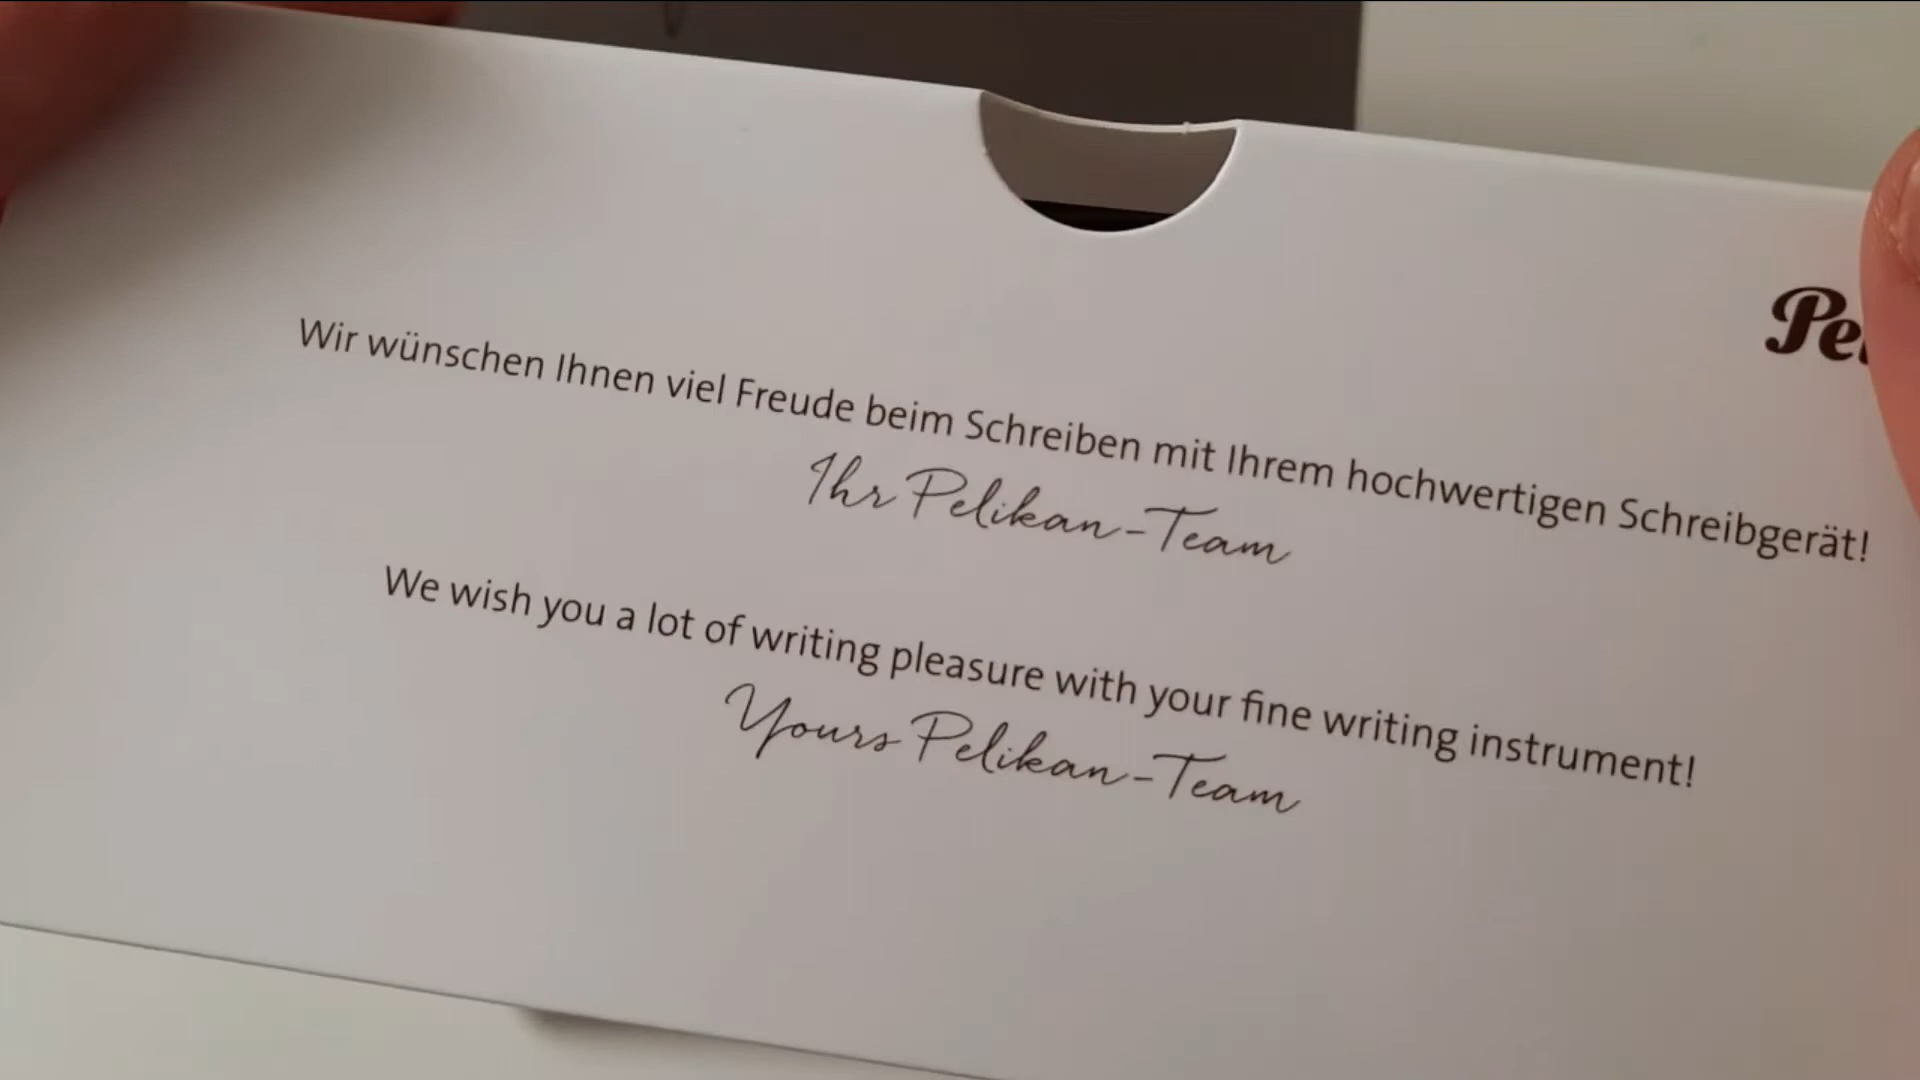 Wir wünschen Ihnen viel Freude beim Schreiben mit Ihrem hochwertigen Schreibgerät!
Ihr Pelikan-Team
We wish you a lot of writing pleasure with your fine writing instrument!
Yours Pelikan-Team